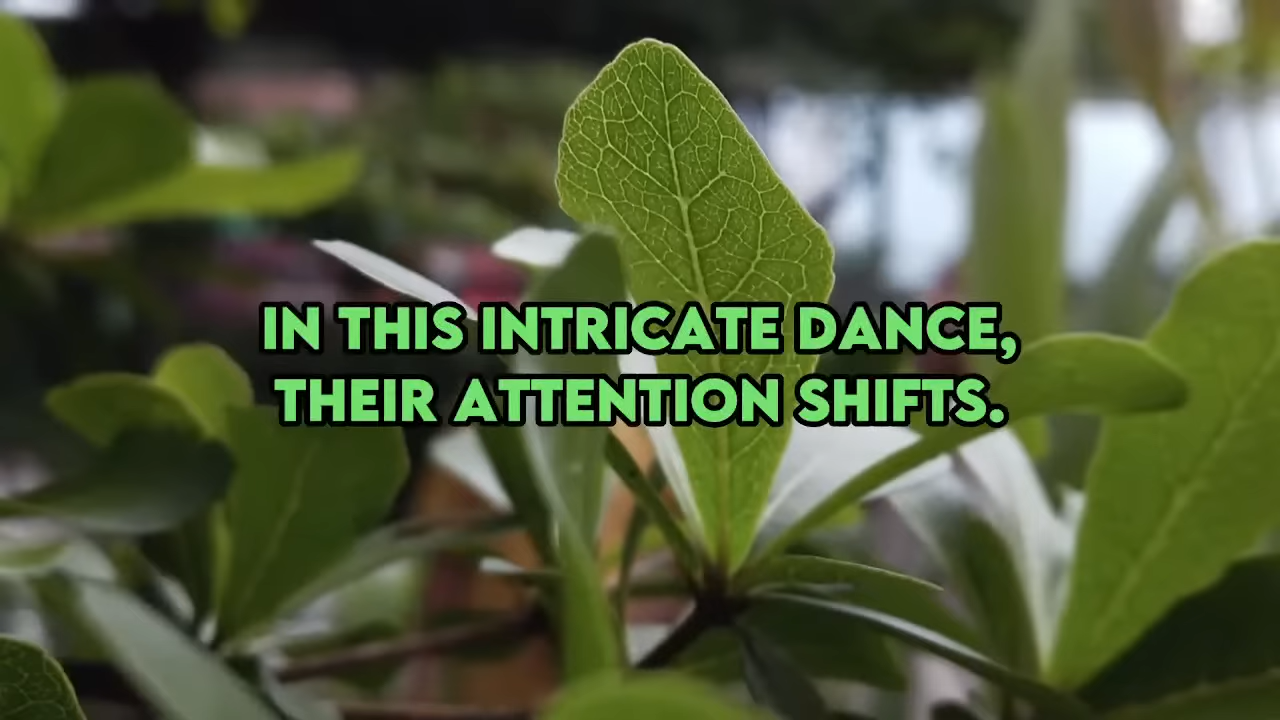 IN THIS INTRICATE DANCE,
THEIR ATTENTION SHIFTS.